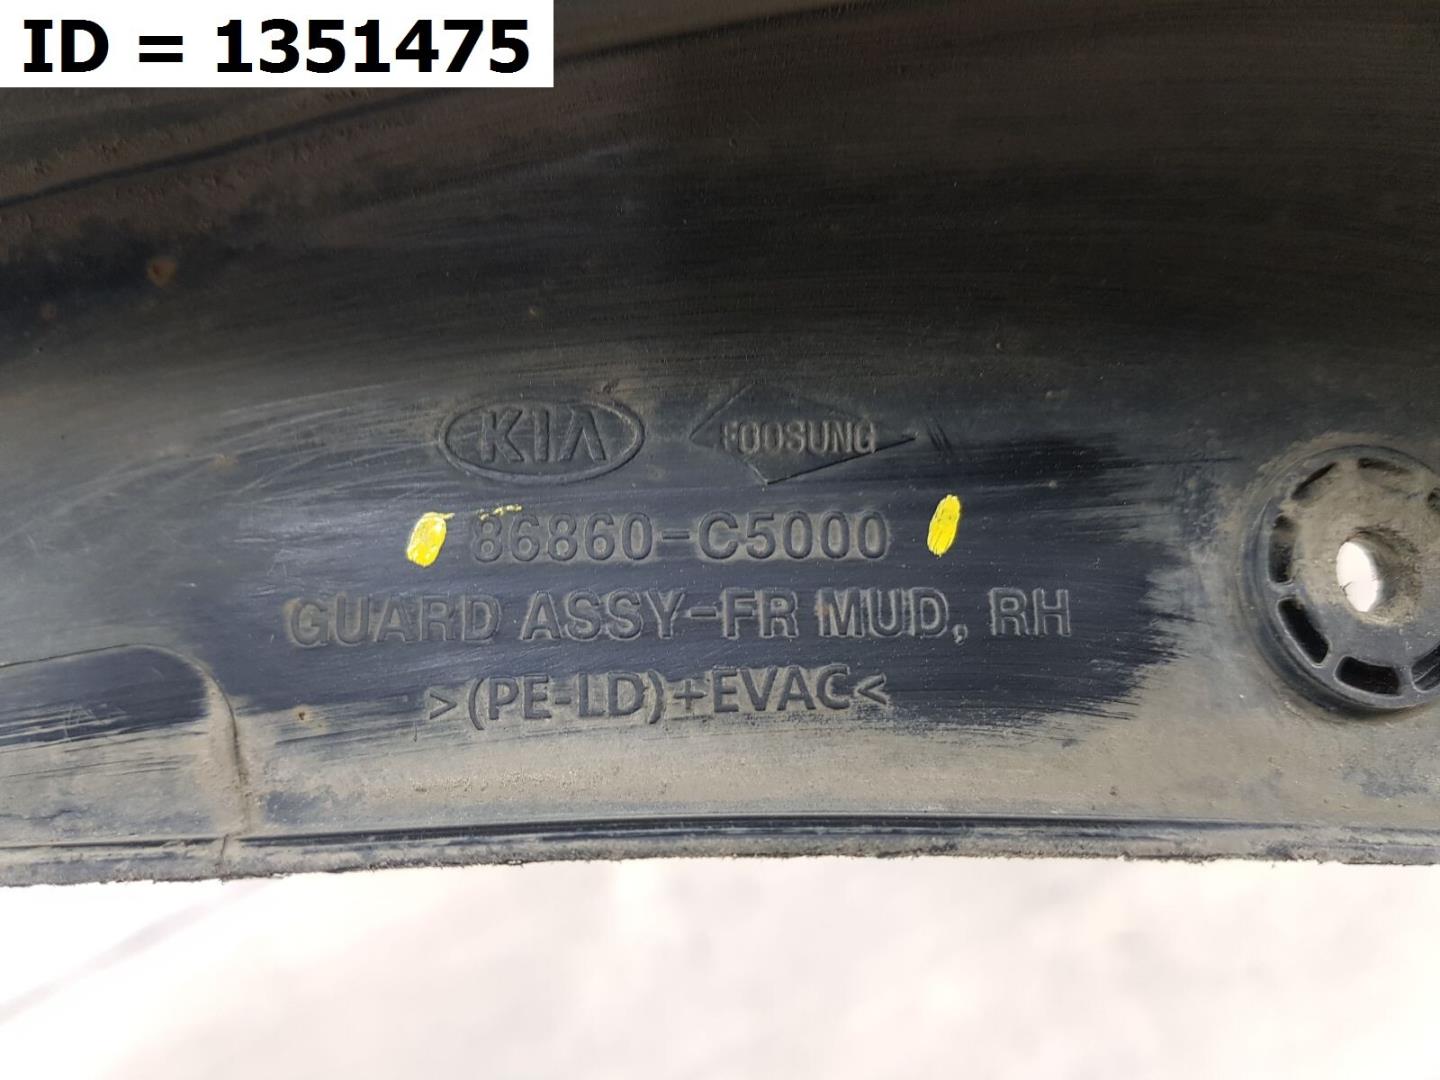 ID = 1351475
KIA FOOSUNG
86860-C5000
GUARD ASSY-FR MUD, RH
>(PE-LD)+EVAC<